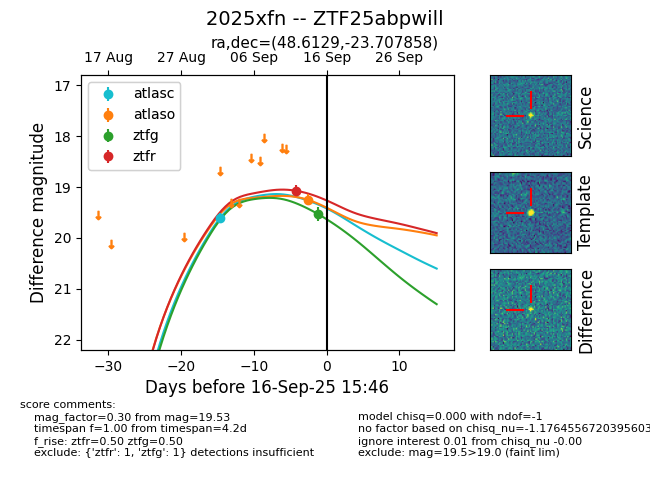 2025xfn -- ZTF25abpwill
ra,dec=(48.6129,-23.707858)
17 Aug 27 Aug 06 Sep 16 Sep 26 Sep
17
18
19
20
21
22
Difference magnitude
atlasc
atlaso
ztfg
ztfr
−30 −20 −10 0 10
Days before 16-Sep-25 15:46
Science
Template
Difference
score comments:
mag_factor=0.30 from mag=19.53
timespan f=1.00 from timespan=4.2d
f_rise: ztfr=0.50 ztfg=0.50
exclude: {'ztfr': 1, 'ztfg': 1} detections insufficient
model chisq=0.000 with ndof=-1
no factor based on chisq_nu=-1.1764556720395603
ignore interest 0.01 from chisq_nu -0.00
exclude: mag=19.5>19.0 (faint lim)